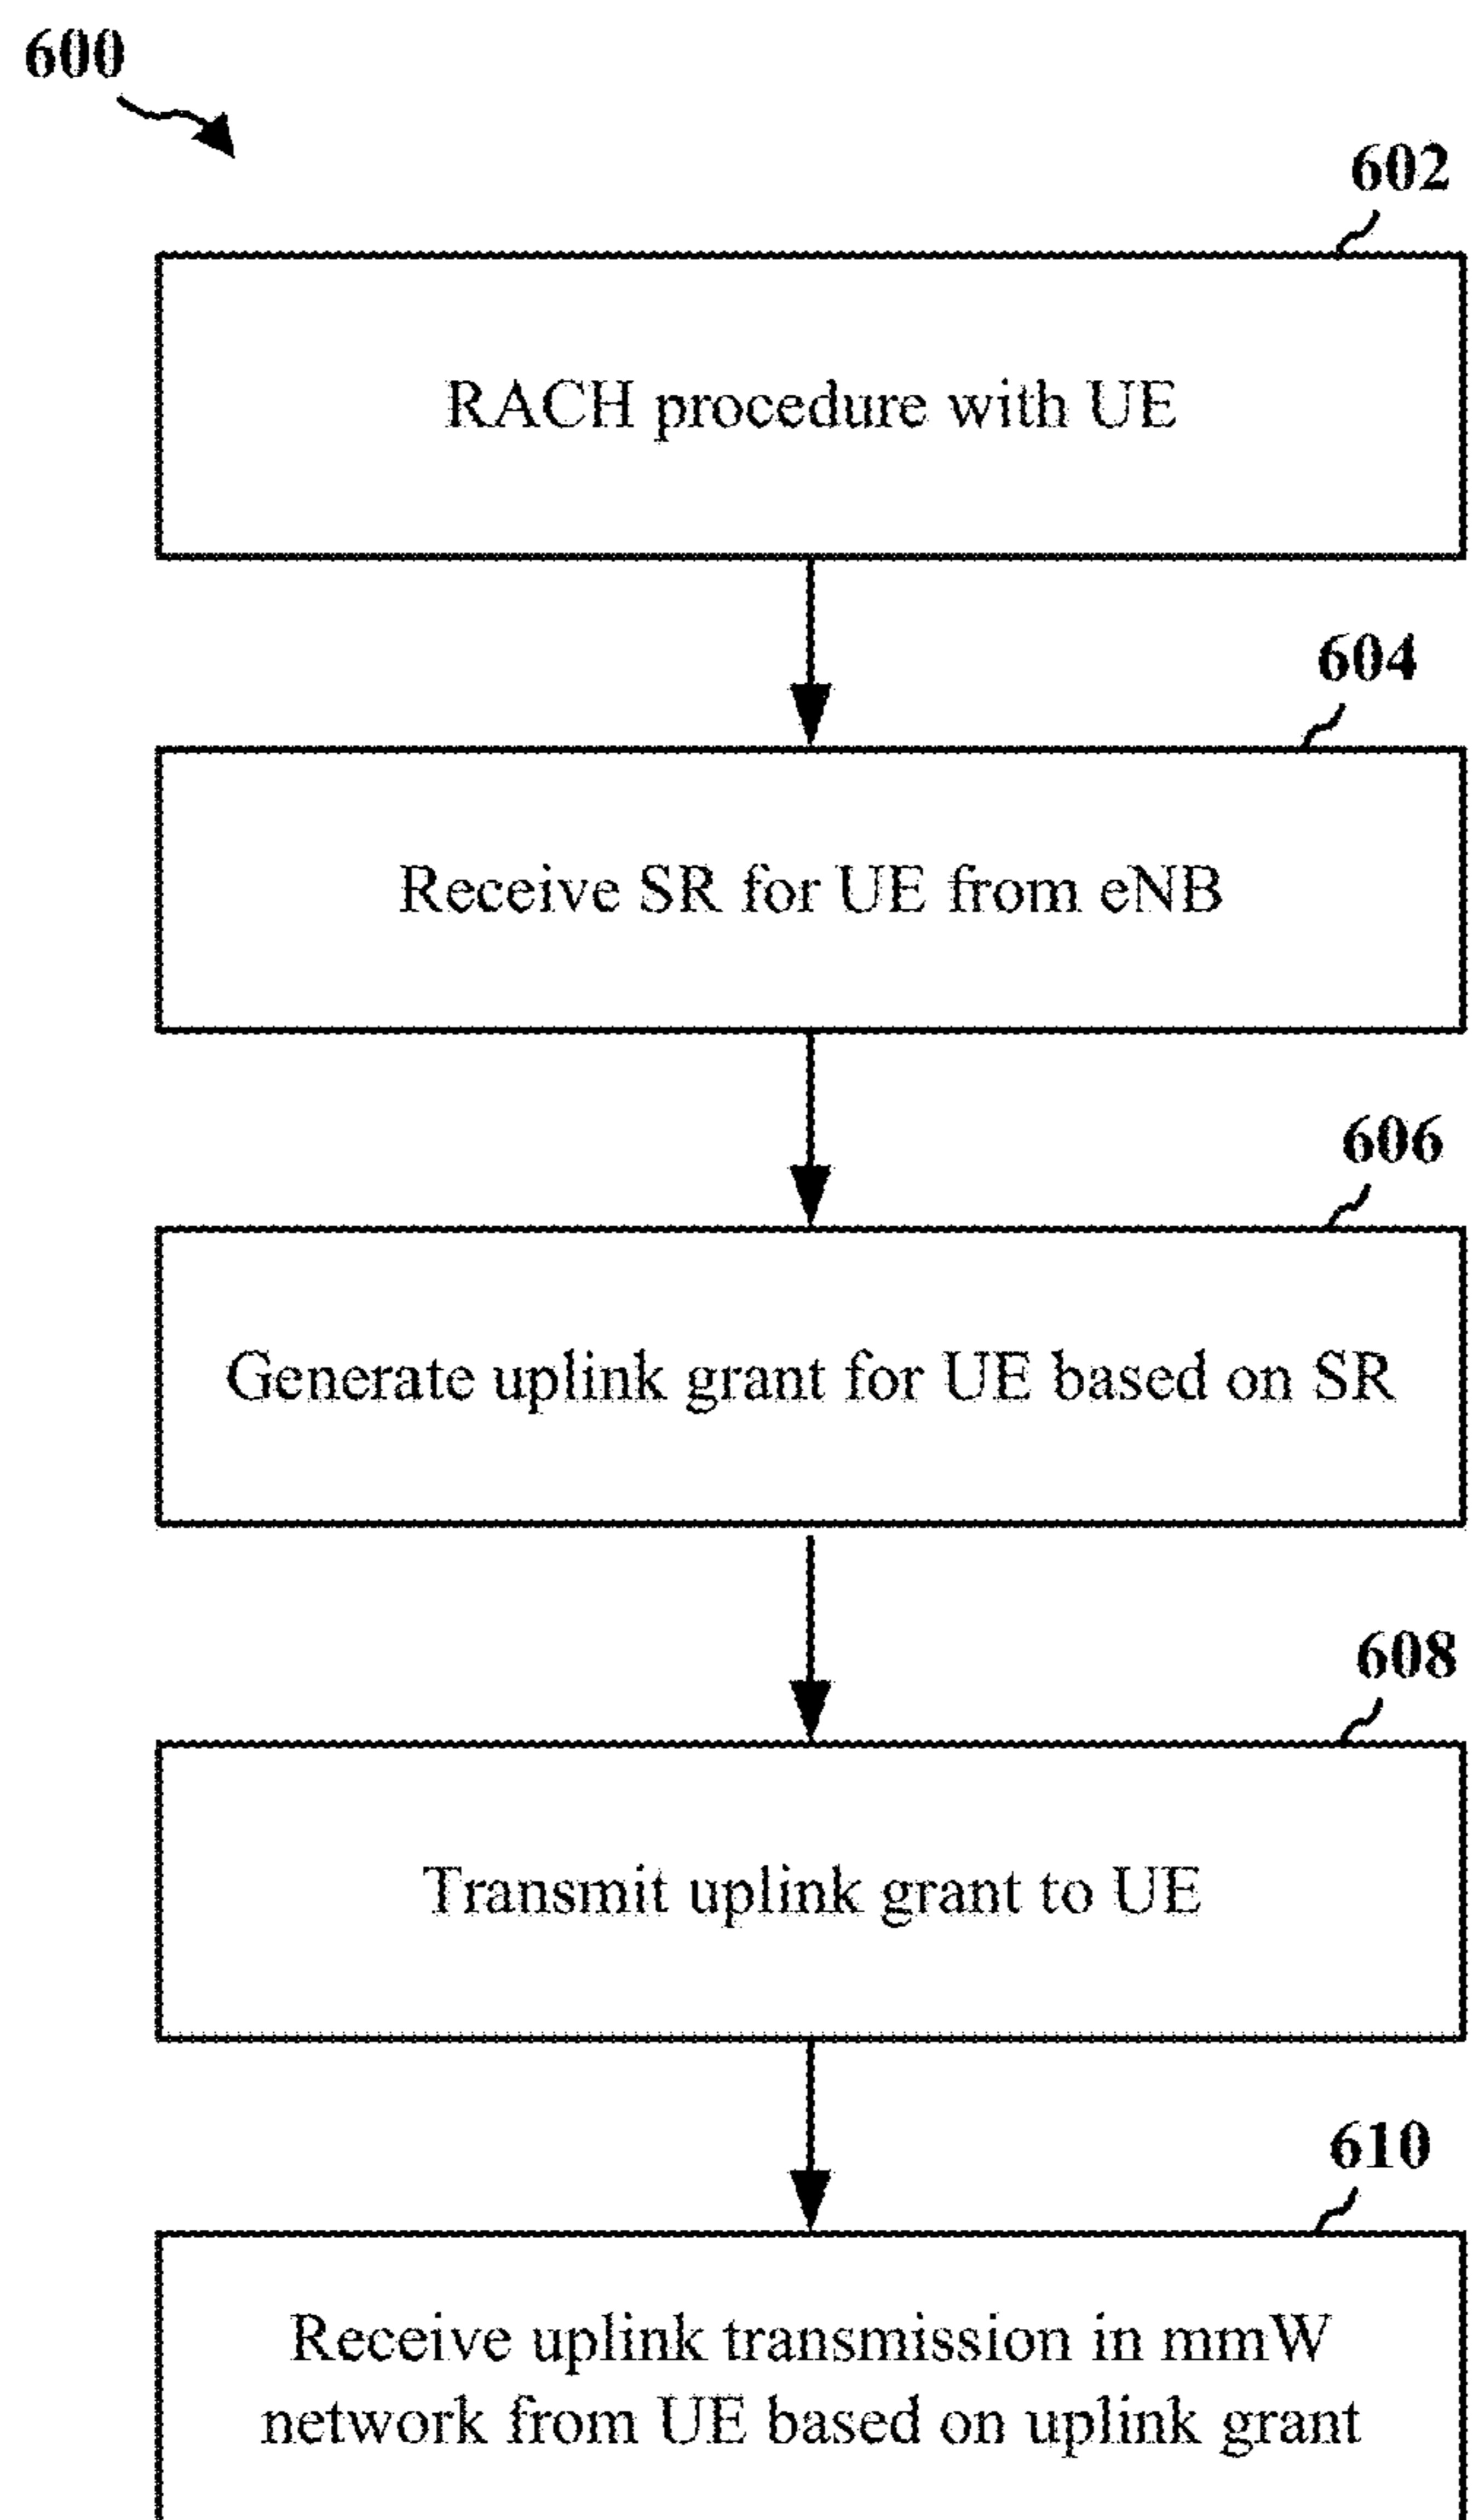 600
602
RACH procedure with UE
604
Receive SR for UE from eNB
606
Generate uplink grant for UE based on SR
608
Transmit uplink grant to UE
610
Receive uplink transmission in mmW
network from UE based on uplink grant